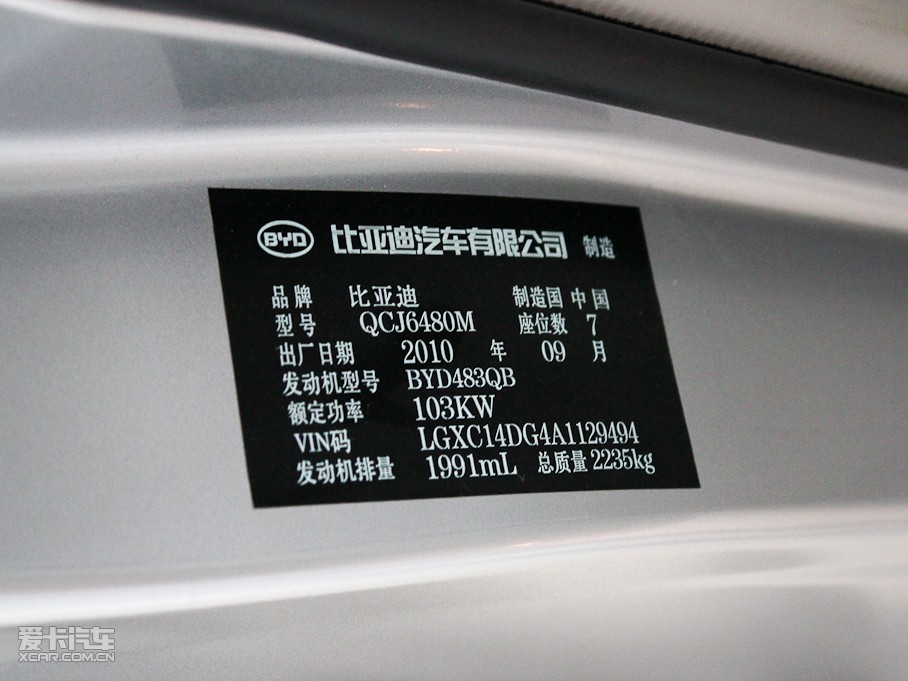 BYD 比亚迪汽车有限公司 制造
品牌 比亚迪 制造国 中国
型号 QCJ6480M 座位数 7
出厂日期 2010 年 09 月
发动机型号 BYD483QB
额定功率 103KW
VIN码 LGXC14DG4A1129494
发动机排量 1991mL 总质量 2235kg
爱卡汽车
XCAR.COM.CN